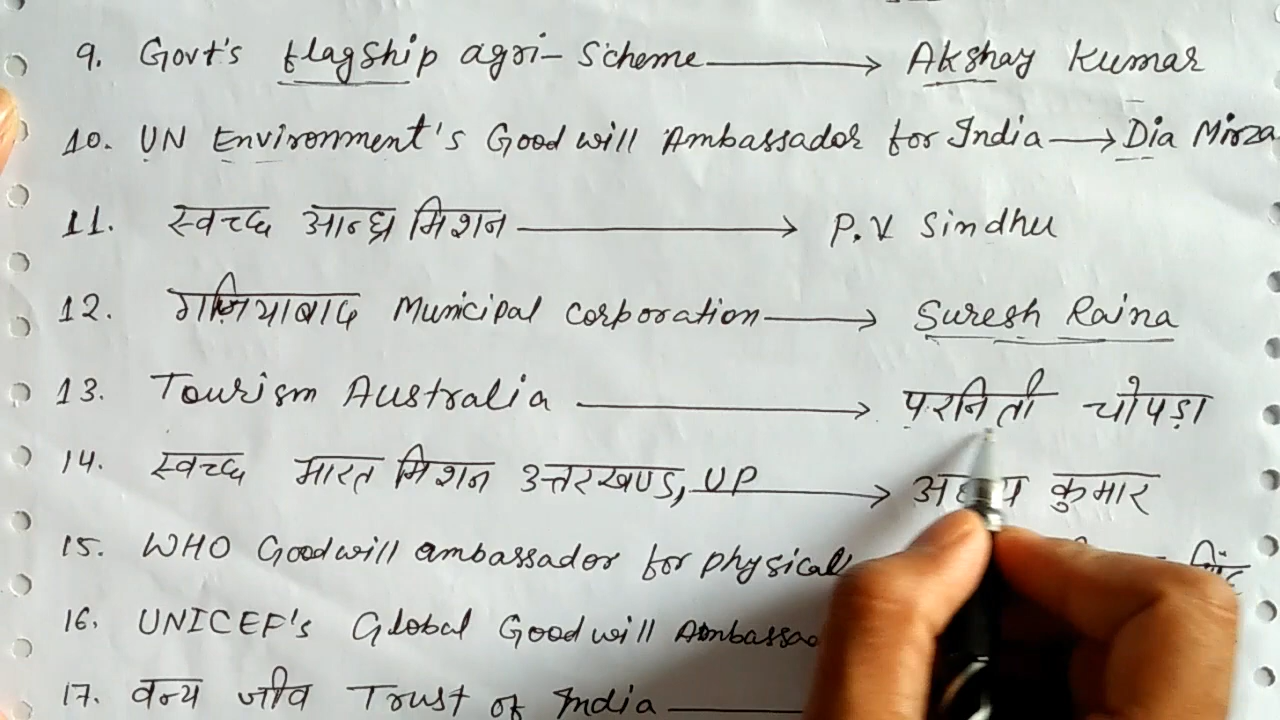 9. Govt's flagship agri-Scheme → Akshay Kumar
10. UN Environment's Goodwill Ambassador for India → Dia Mirza
11. स्वच्छ आन्ध्र मिशन → P.V Sindhu
12. गाजियाबाद Municipal corporation → Suresh Raina
13. Tourism Australia → परनिती चोपड़ा
14. स्वच्छ भारत मिशन उत्तरखण्ड, UP → कुमार
15. WHO Goodwill ambassador for physical
16. UNICEF's Global Goodwill
17. वन्य जीव Trust of India